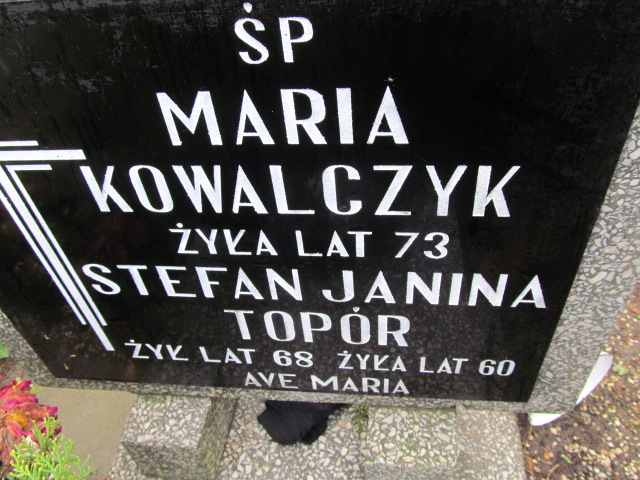 ŚP
MARIA
KOWALCZYK
ŻYŁA LAT 73
STEFAN JANINA
TOPÓR
ŻYŁ LAT 68 ŻYŁA LAT 60
AVE MARIA